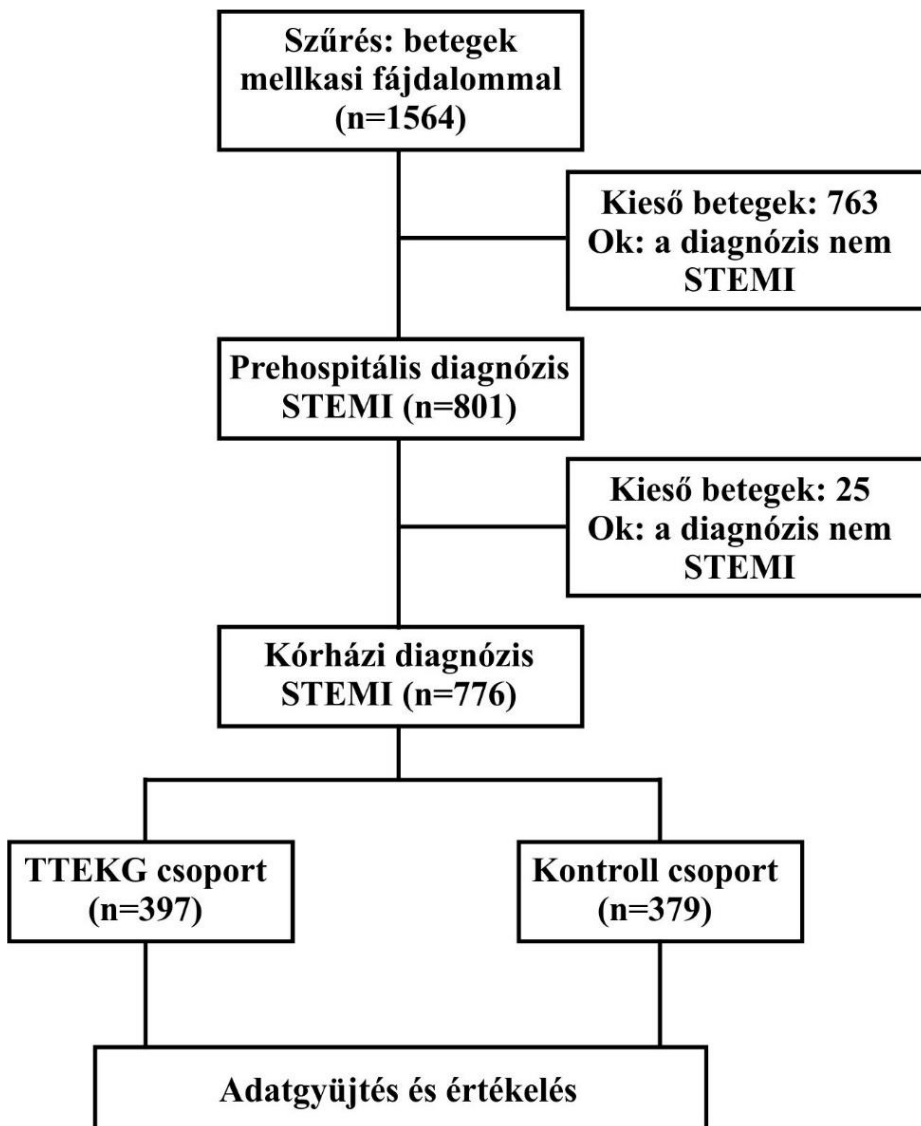 Szűrés: betegek
mellkasi fájdalommal
(n=1564)
Kieső betegek: 763
Ok: a diagnózis nem
STEMI
Prehospitális diagnózis
STEMI (n=801)
Kieső betegek: 25
Ok: a diagnózis nem
STEMI
Kórházi diagnózis
STEMI (n=776)
TTEKG csoport
(n=397)
Kontroll csoport
(n=379)
Adatgyüjtés és értékelés